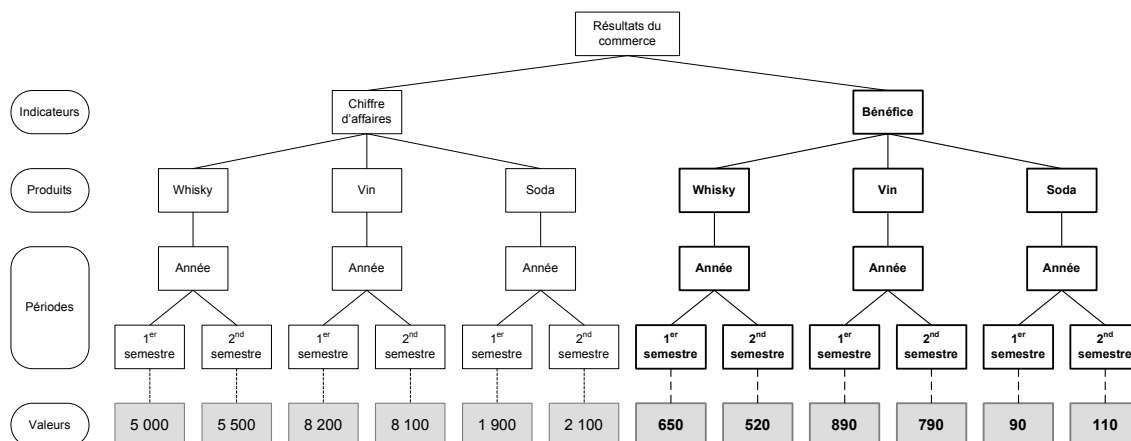 Résultats du
commerce
Indicateurs
Chiffre
d'affaires
Bénéfice
Produits
Whisky
Vin
Soda
Whisky
Vin
Soda
Périodes
Année
Année
Année
Année
Année
Année
1er
semestre
2nd
semestre
1er
semestre
2nd
semestre
1er
semestre
2nd
semestre
1er
semestre
2nd
semestre
1er
semestre
2nd
semestre
1er
semestre
2nd
semestre
Valeurs
5 000
5 500
8 200
8 100
1 900
2 100
650
520
890
790
90
110